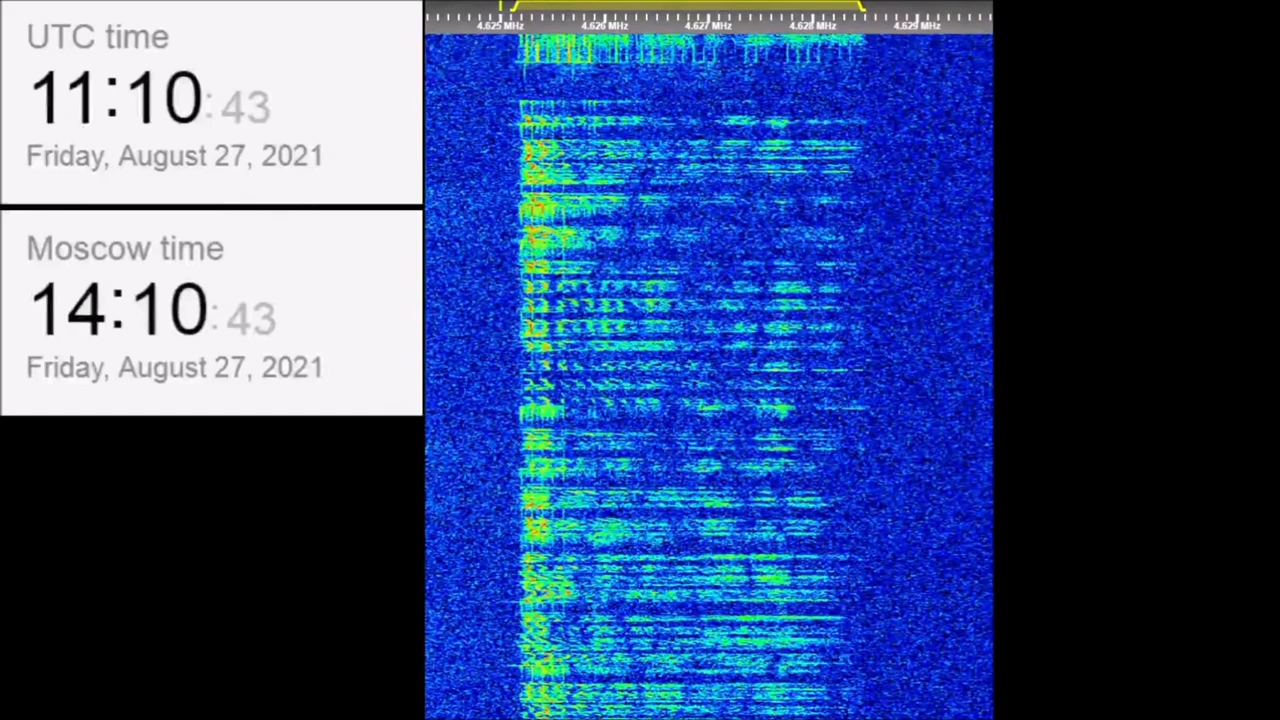 UTC time
11:10:43
Friday, August 27, 2021
Moscow time
14:10:43
Friday, August 27, 2021
4.625 MHz 4.626 MHz 4.627 MHz 4.628 MHz 4.629 MHz